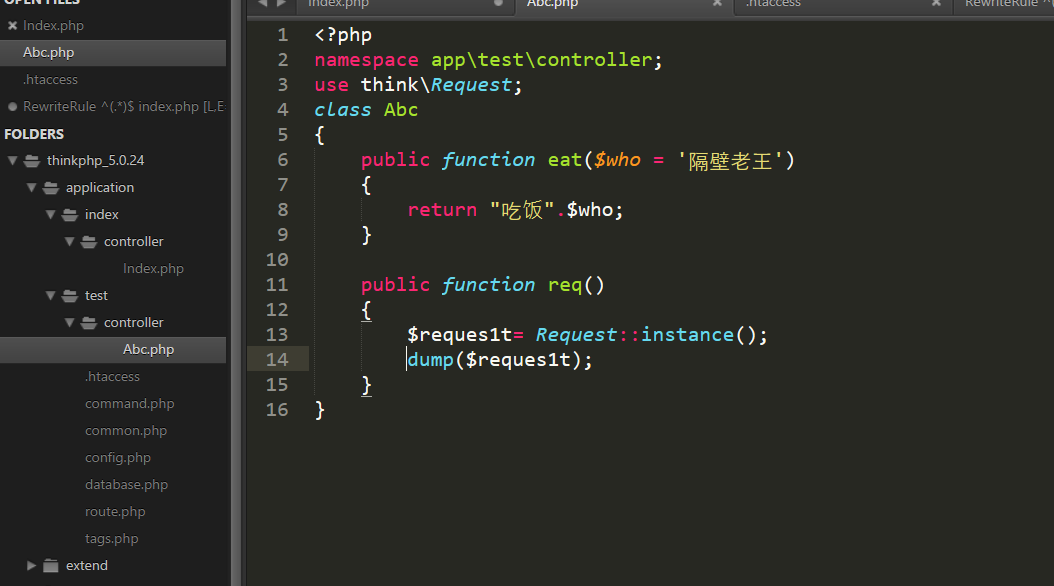 OPEN FILES
Index.php
Abc.php
.htaccess
RewriteRule ^(.*)$ index.php [L,E
FOLDERS
thinkphp_5.0.24
application
index
controller
Index.php
test
controller
Abc.php
.htaccess
command.php
common.php
config.php
database.php
route.php
tags.php
extend
Index.php
Abc.php
.htaccess
RewriteRule ^(
1 <?php
2 namespace app\test\controller;
3 use think\Request;
4 class Abc
5 {
6 public function eat($who = '隔壁老王')
7 {
8 return "吃饭".$who;
9 }
10
11 public function req()
12 {
13 $reques1t= Request::instance();
14 dump($reques1t);
15 }
16 }